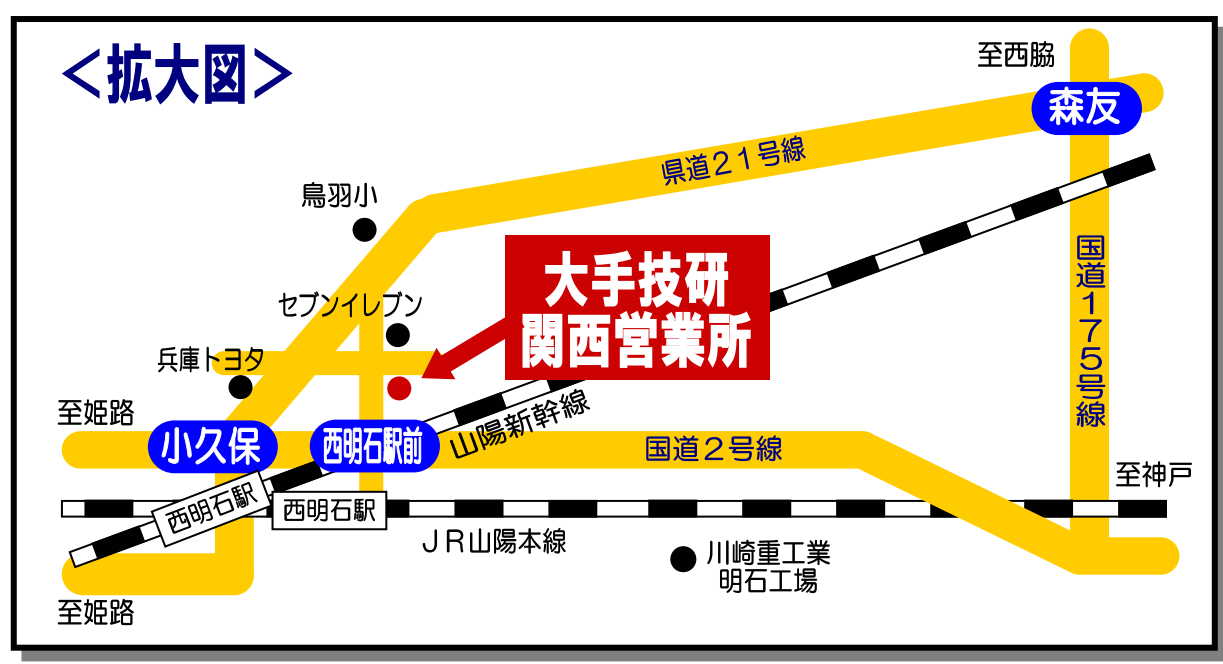 ＜拡大図＞
至西脇
森友
県道２１号線
鳥羽小
大手技研
関西営業所
国道１７５号線
セブンイレブン
兵庫トヨタ
至姫路
小久保
西明石駅前
山陽新幹線
国道２号線
至神戸
西明石駅
西明石駅
ＪＲ山陽本線
川崎重工業
明石工場
至姫路